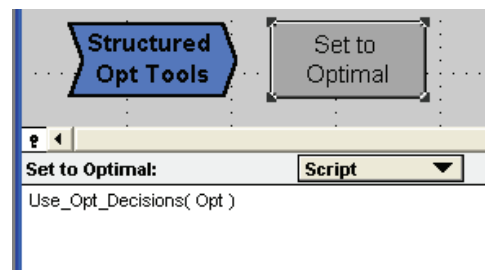 Structured
Opt Tools
Set to
Optimal
Set to Optimal:
Script
Use_Opt_Decisions( Opt )